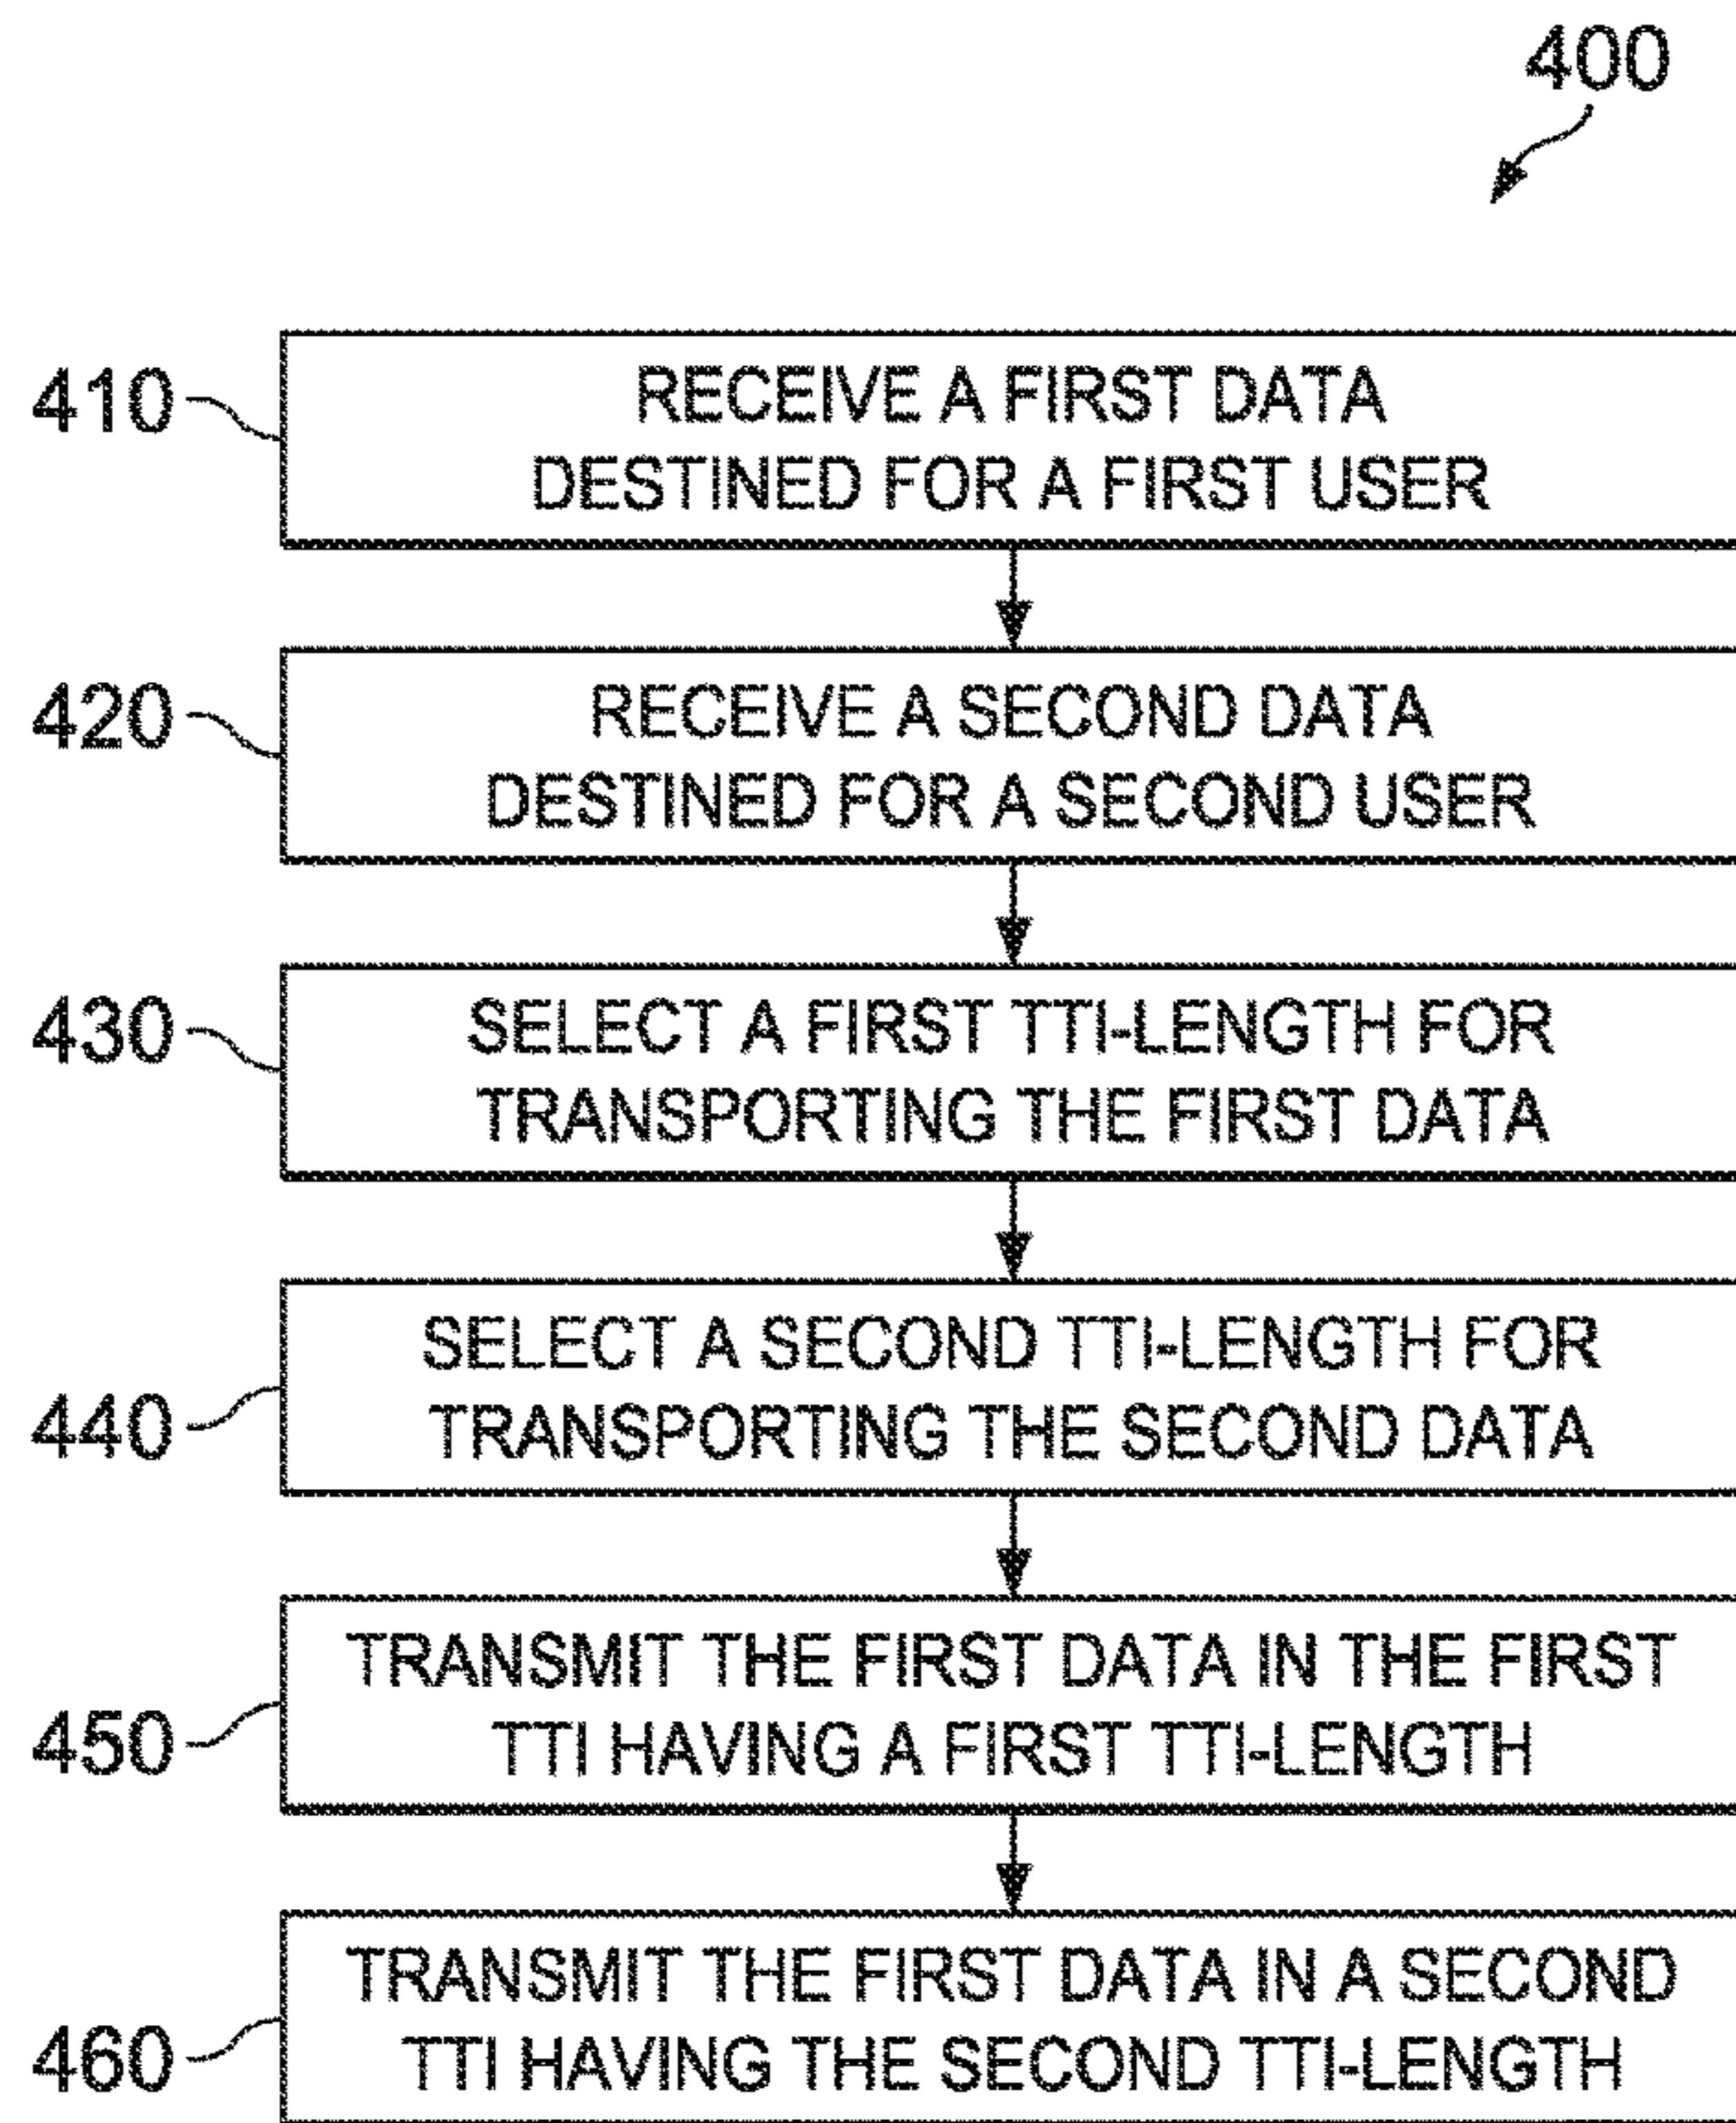 400
410
RECEIVE A FIRST DATA
DESTINED FOR A FIRST USER
420
RECEIVE A SECOND DATA
DESTINED FOR A SECOND USER
430
SELECT A FIRST TTI-LENGTH FOR
TRANSPORTING THE FIRST DATA
440
SELECT A SECOND TTI-LENGTH FOR
TRANSPORTING THE SECOND DATA
450
TRANSMIT THE FIRST DATA IN THE FIRST
TTI HAVING A FIRST TTI-LENGTH
460
TRANSMIT THE FIRST DATA IN A SECOND
TTI HAVING THE SECOND TTI-LENGTH